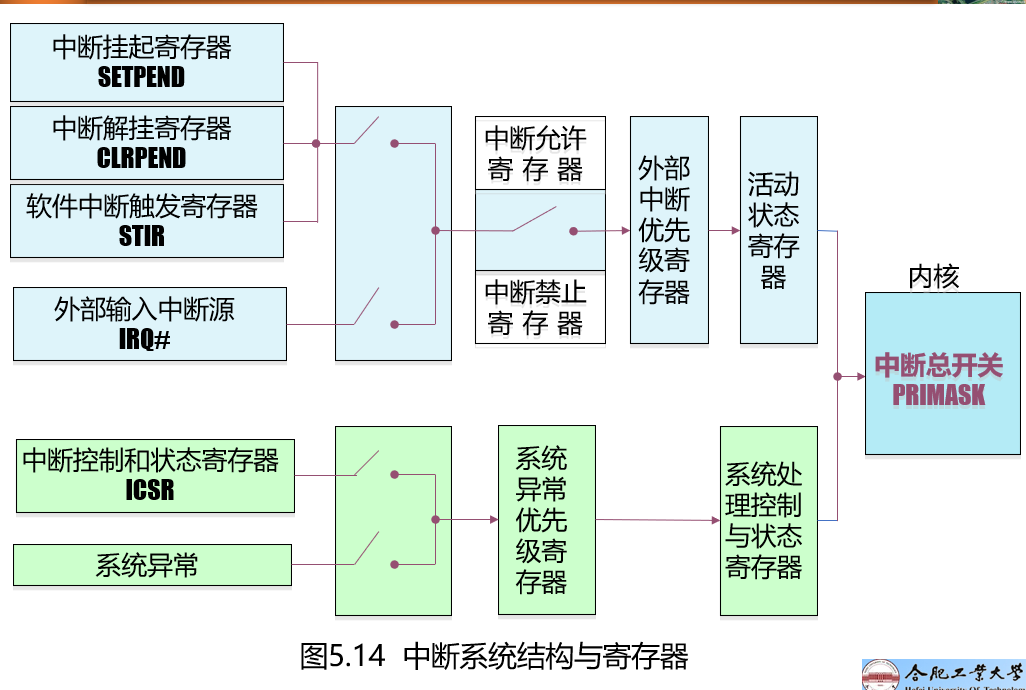 中断挂起寄存器
SETPEND
中断解挂寄存器
CLRPEND
软件中断触发寄存器
STIR
外部输入中断源
IRQ#
中断允许
寄 存 器
中断禁止
寄 存 器
外部
中断
优先
级寄
存器
活动
状态
寄存
器
内核
中断总开关
PRIMASK
中断控制和状态寄存器
ICSR
系统异常
系统
异常
优先
级寄
存器
系统处
理控制
与状态
寄存器
图5.14 中断系统结构与寄存器
合肥工业大学
Hefei University Of Technology